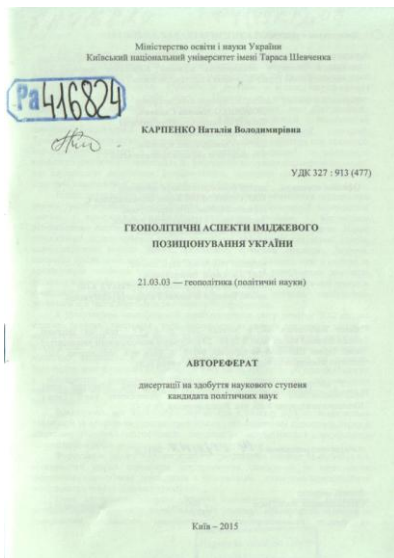 Міністерство освіти і науки України
Київський національний університет імені Тараса Шевченка
Ра416824
КАРПЕНКО Наталія Володимирівна
УДК 327 : 913 (477)
ГЕОПОЛІТИЧНІ АСПЕКТИ ІМІДЖЕВОГО
ПОЗИЦІОНУВАННЯ УКРАЇНИ
21.03.03 — геополітика (політичні науки)
АВТОРЕФЕРАТ
дисертації на здобуття наукового ступеня
кандидата політичних наук
Київ – 2015